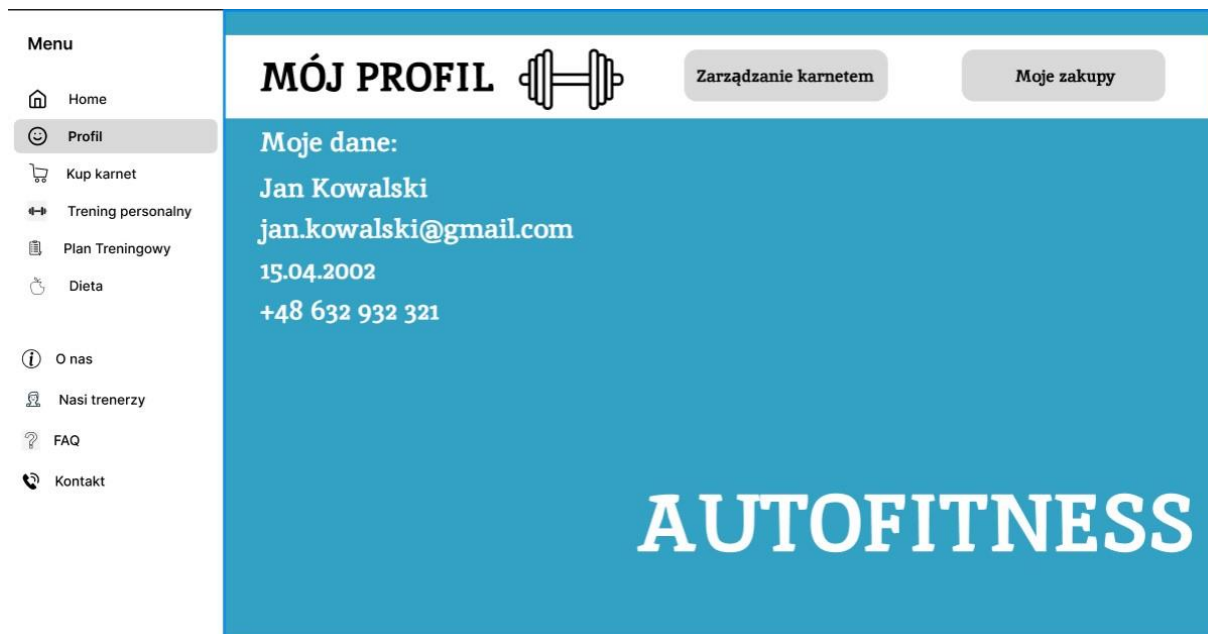 Menu
Home
Profil
Kup karnet
Trening personalny
Plan Treningowy
Dieta
O nas
Nasi trenerzy
FAQ
Kontakt
MÓJ PROFIL
Zarządzanie karnetem
Moje zakupy
Moje dane:
Jan Kowalski
jan.kowalski@gmail.com
15.04.2002
+48 632 932 321
AUTOFITNESS